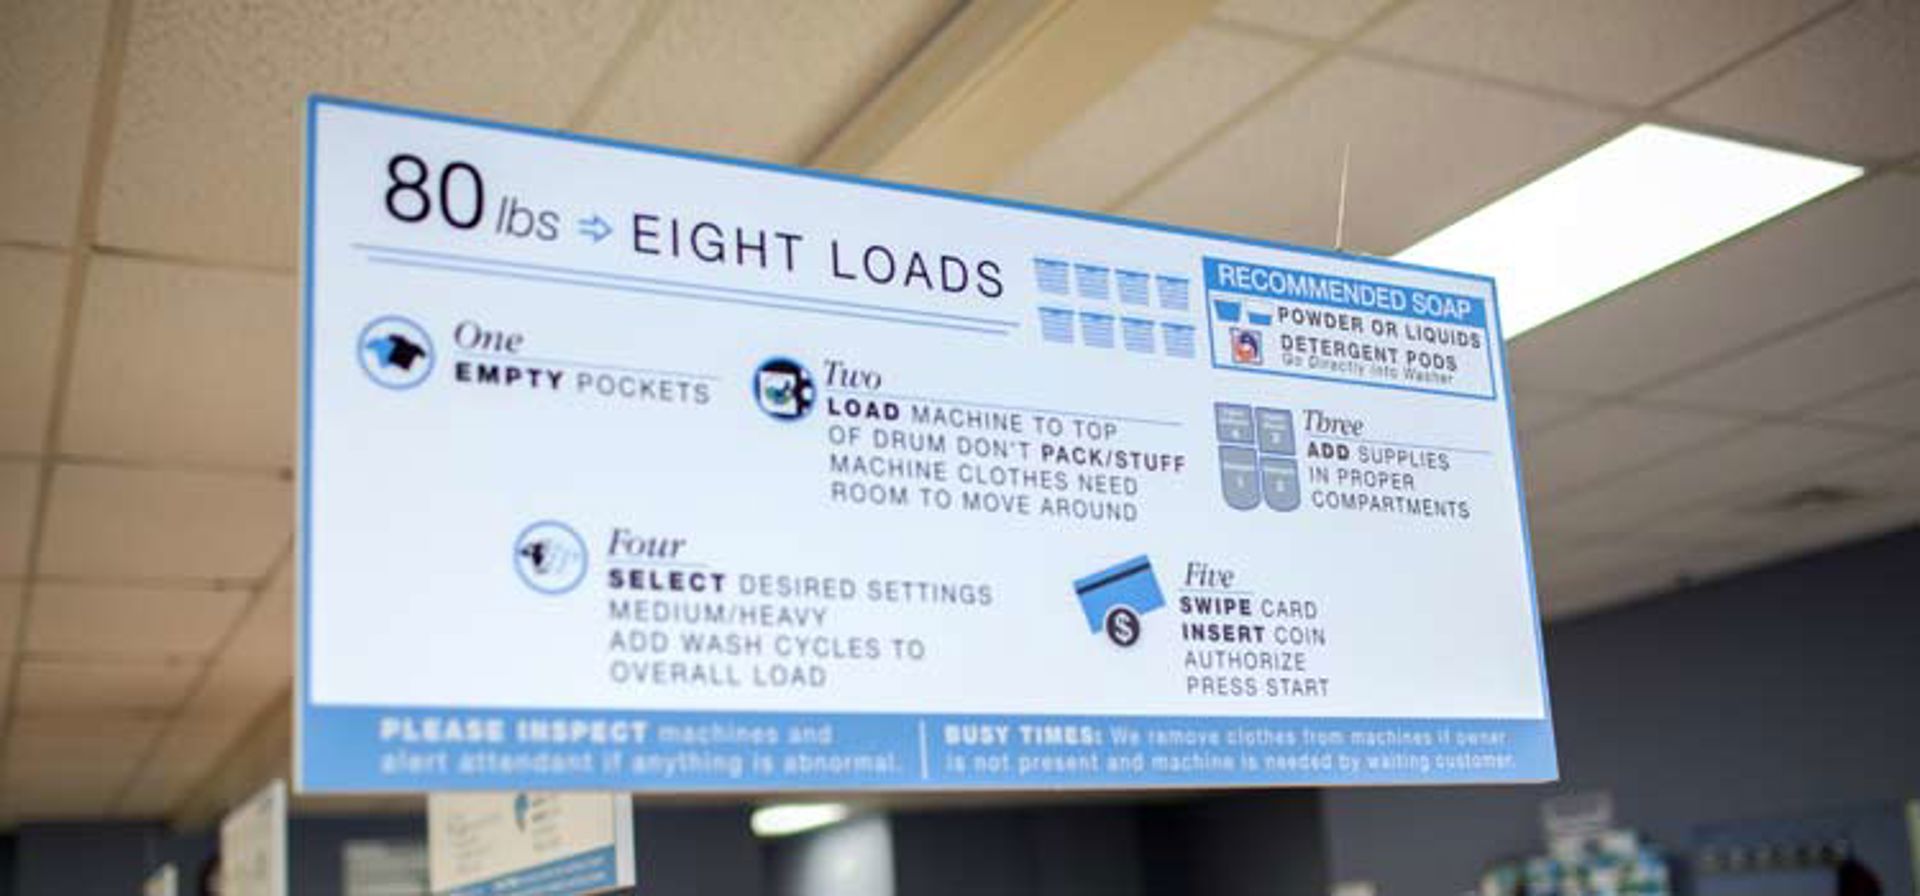 80 lbs ⇒ EIGHT LOADS
RECOMMENDED SOAP
POWDER OR LIQUIDS
DETERGENT PODS
Go Directly Into Washer
One
EMPTY POCKETS
Two
LOAD MACHINE TO TOP
OF DRUM DON'T PACK/STUFF
MACHINE CLOTHES NEED
ROOM TO MOVE AROUND
Three
ADD SUPPLIES
IN PROPER
COMPARTMENTS
Four
SELECT DESIRED SETTINGS
MEDIUM/HEAVY
ADD WASH CYCLES TO
OVERALL LOAD
Five
SWIPE CARD
INSERT COIN
AUTHORIZE
PRESS START
$
PLEASE INSPECT machines and
alert attendant if anything is abnormal.
BUSY TIMES: We remove clothes from machines if owner
is not present and machine is needed by waiting customer.